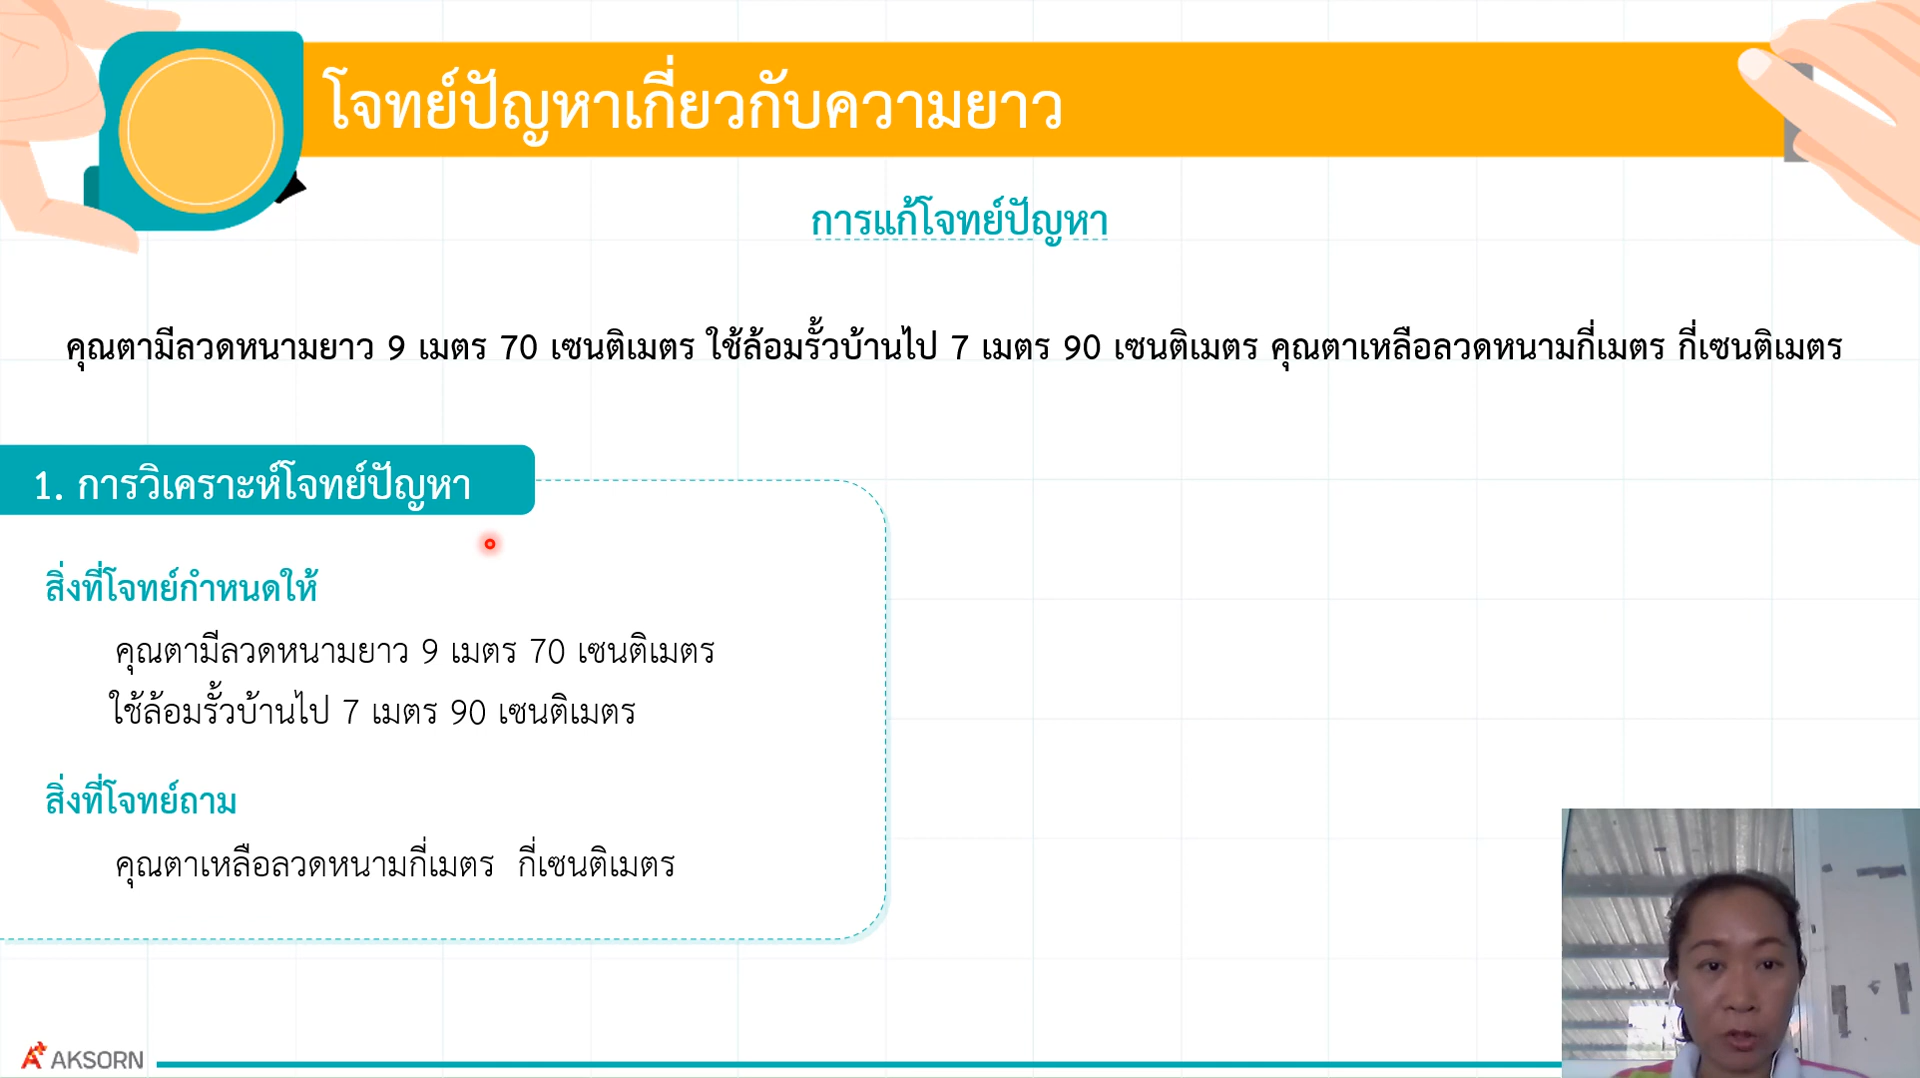 โจทย์ปัญหาเกี่ยวกับความยาว
การแก้โจทย์ปัญหา
คุณตามีลวดหนามยาว 9 เมตร 70 เซนติเมตร ใช้ล้อมรั้วบ้านไป 7 เมตร 90 เซนติเมตร คุณตาเหลือลวดหนามกี่เมตร กี่เซนติเมตร
1. การวิเคราะห์โจทย์ปัญหา
สิ่งที่โจทย์กำหนดให้
คุณตามีลวดหนามยาว 9 เมตร 70 เซนติเมตร
ใช้ล้อมรั้วบ้านไป 7 เมตร 90 เซนติเมตร
สิ่งที่โจทย์ถาม
คุณตาเหลือลวดหนามกี่เมตร กี่เซนติเมตร
AKSORN